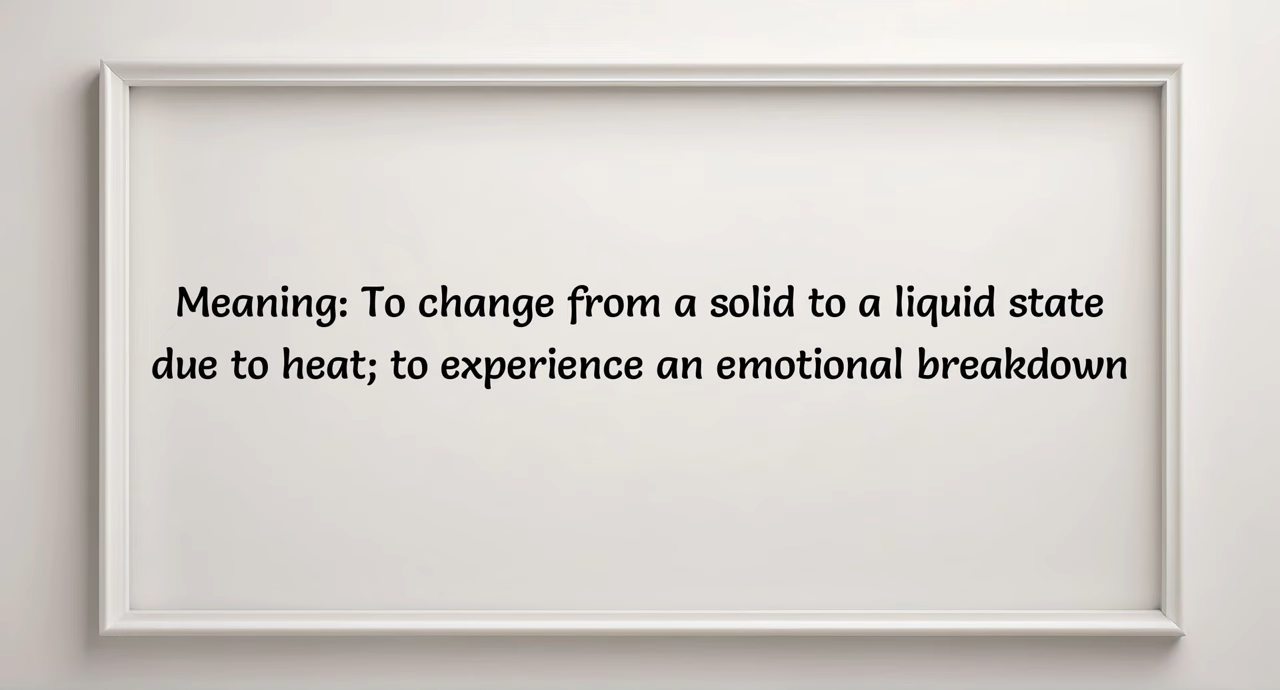 Meaning: To change from a solid to a liquid state
due to heat; to experience an emotional breakdown